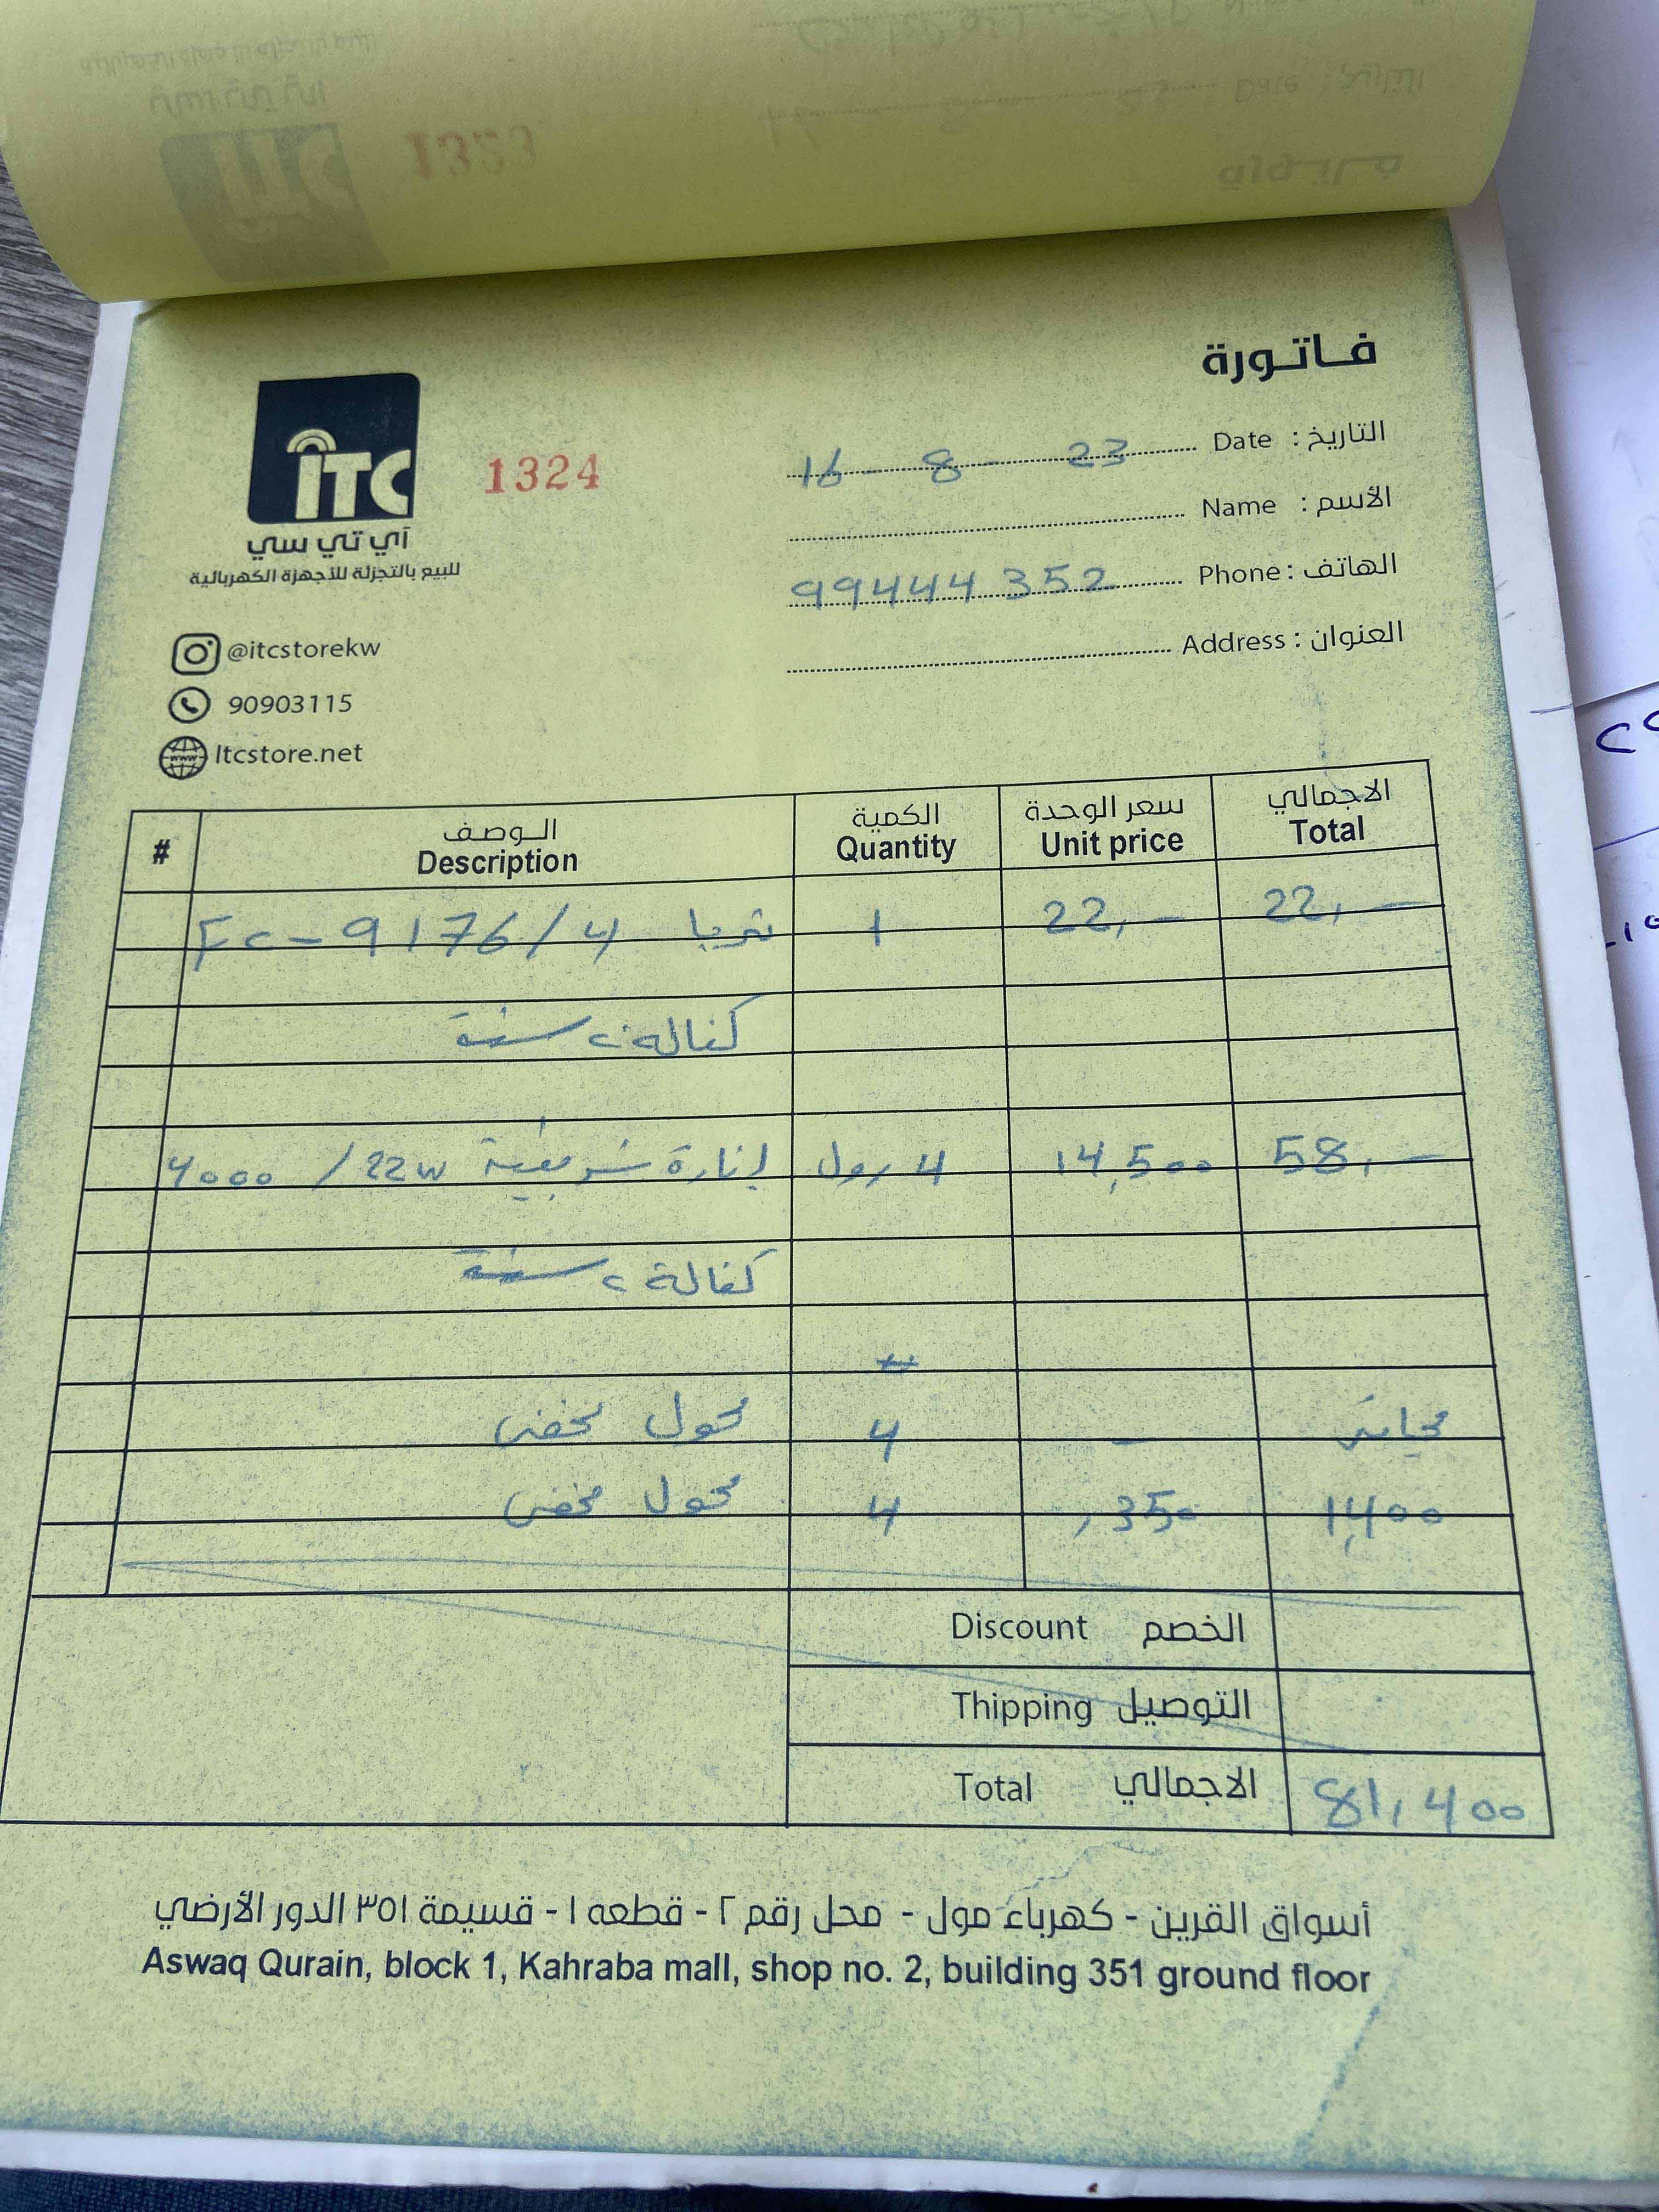 فاتورة
ITC
آي تي سي
للبيع بالتجزئة للأجهزة الكهربائية
1324
التاريخ : Date 16 - 8 - 23
الأسم : Name
الهاتف : Phone 99444352
العنوان : Address
@itcstorekw
90903115
Itcstore.net
# الوصف الكمية سعر الوحدة الاجمالي
Description Quantity Unit price Total
ثريا 9176/4 1 22,- 22,-
كفالة ٢ سنة
إنارة 22w / 4000 4 رول 14,500 58,-
كفالة ٢ سنة
محول مخفي 4 - مجاني
محول مخفي 4 ,350 1,400
Discount الخصم
Thipping التوصيل
Total الاجمالي 81,400
أسواق القرين - كهرباء مول - محل رقم ٢ - قطعه ١ - قسيمة ٣٥١ الدور الأرضي
Aswaq Qurain, block 1, Kahraba mall, shop no. 2, building 351 ground floor